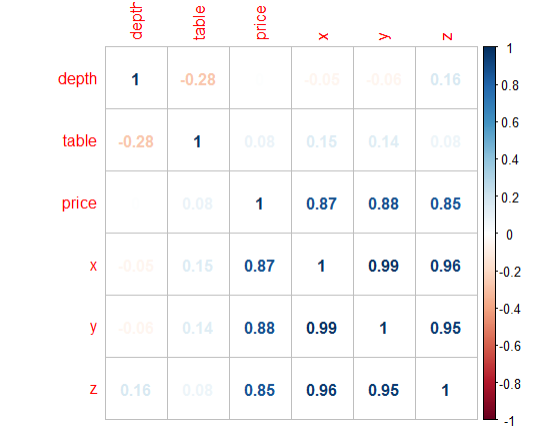 depth table price x y z
depth 1 -0.28 -0.05 -0.06 0.16
table -0.28 1 0.08 0.15 0.14 0.08
price 0.08 1 0.87 0.88 0.85
x -0.05 0.15 0.87 1 0.99 0.96
y -0.06 0.14 0.88 0.99 1 0.95
z 0.16 0.08 0.85 0.96 0.95 1
1
0.8
0.6
0.4
0.2
0
-0.2
-0.4
-0.6
-0.8
-1